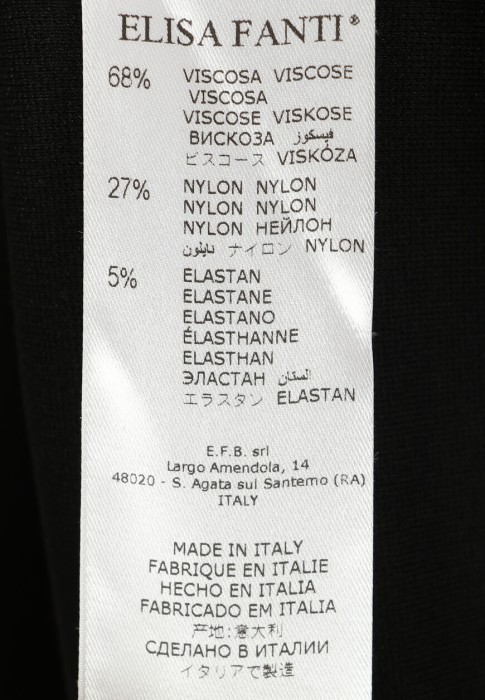 ELISA FANTI®
68% VISCOSA VISCOSE
VISCOSA
VISCOSE VISKOSE
ВИСКОЗА فيسكوز
ビスコース VISKÓZA
27% NYLON NYLON
NYLON NYLON
NYLON НЕЙЛОН
نايلون ナイロン NYLON
5% ELASTAN
ELASTANE
ELASTANO
ÉLASTHANNE
ELASTHAN
ЭЛАСТАН الستان
エラスタン ELASTAN
E.F.B. srl
Largo Amendola, 14
48020 - S. Agata sul Santerno (RA)
ITALY
MADE IN ITALY
FABRIQUE EN ITALIE
HECHO EN ITALIA
FABRICADO EM ITALIA
产地:意大利
СДЕЛАНО В ИТАЛИИ
イタリアで製造